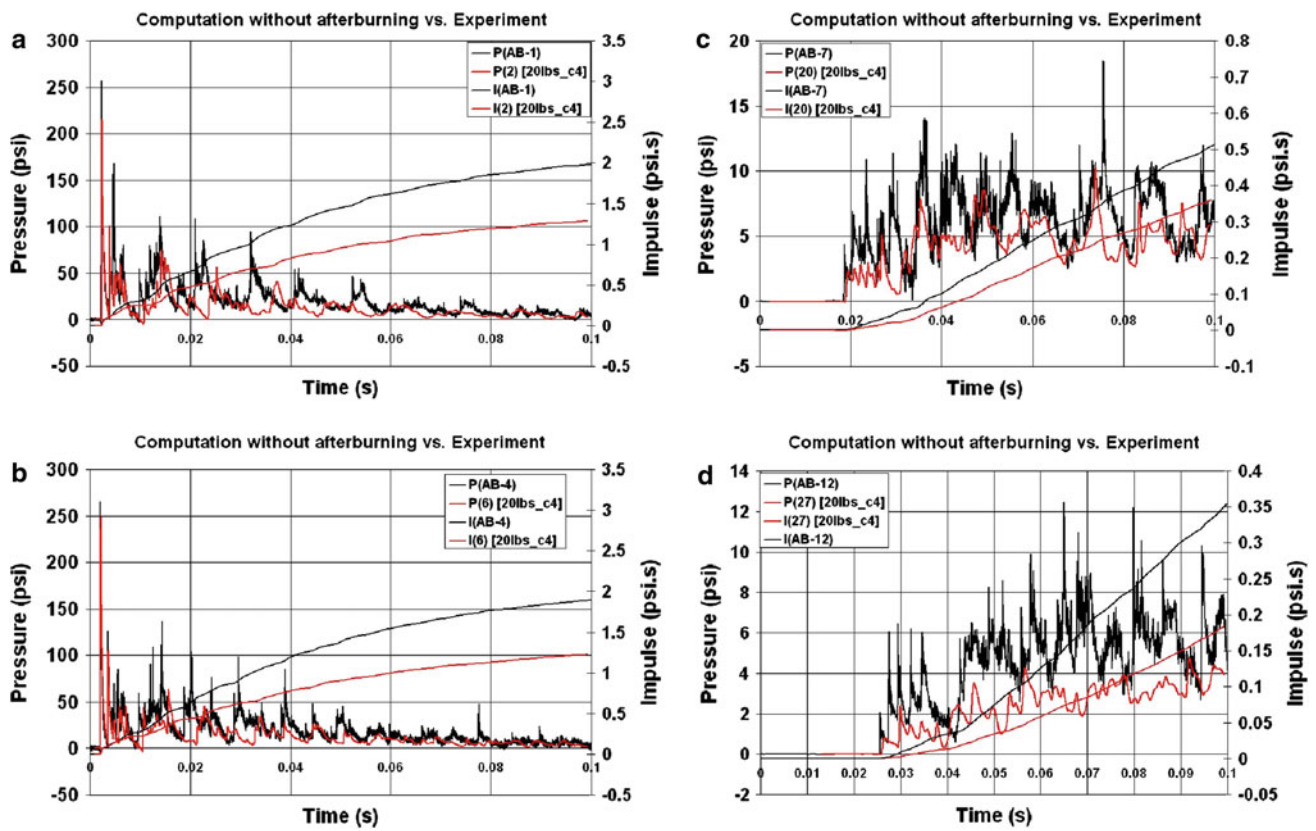 a
Computation without afterburning vs. Experiment
300
250
200
150
100
50
0
-50
Pressure (psi)
P(AB-1)
P(2) [20lbs_c4]
I(AB-1)
I(2) [20lbs_c4]
3.5
3
2.5
2
1.5
1
0.5
0
-0.5
Impulse (psi.s)
0
0.02
0.04
0.06
0.08
0.1
Time (s)
b
Computation without afterburning vs. Experiment
300
250
200
150
100
50
0
-50
Pressure (psi)
P(AB-4)
P(6) [20lbs_c4]
I(AB-4)
I(6) [20lbs_c4]
3.5
3
2.5
2
1.5
1
0.5
0
-0.5
Impulse (psi.s)
0
0.02
0.04
0.06
0.08
0.1
Time (s)
c
Computation without afterburning vs. Experiment
20
15
10
5
0
-5
Pressure (psi)
P(AB-7)
P(20) [20lbs_c4]
I(AB-7)
I(20) [20lbs_c4]
0.8
0.7
0.6
0.5
0.4
0.3
0.2
0.1
0
-0.1
Impulse (psi.s)
0
0.02
0.04
0.06
0.08
0.1
Time (s)
d
Computation without afterburning vs. Experiment
14
12
10
8
6
4
2
0
-2
Pressure (psi)
P(AB-12)
P(27) [20lbs_c4]
I(27) [20lbs_c4]
I(AB-12)
0.4
0.35
0.3
0.25
0.2
0.15
0.1
0.05
0
-0.05
Impulse (psi.s)
0
0.01
0.02
0.03
0.04
0.05
0.06
0.07
0.08
0.09
0.1
Time (s)